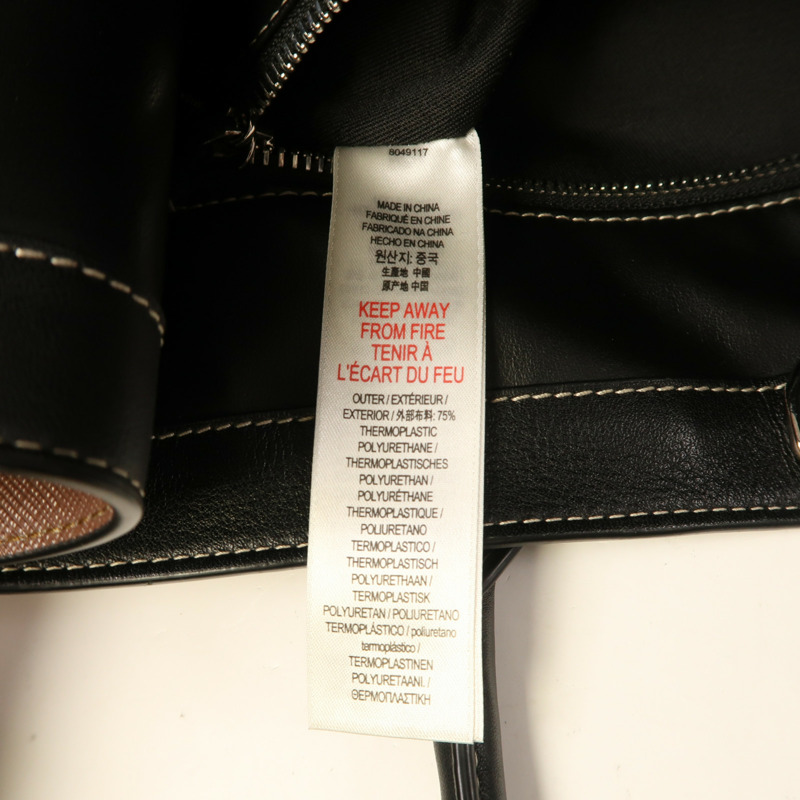 8049117
MADE IN CHINA
FABRIQUÉ EN CHINE
FABRICADO NA CHINA
HECHO EN CHINA
원산지: 중국
生產地 中國
原产地 中国
KEEP AWAY
FROM FIRE
TENIR À
L'ÉCART DU FEU
OUTER / EXTÉRIEUR /
EXTERIOR / 外部布料: 75%
THERMOPLASTIC
POLYURETHANE /
THERMOPLASTISCHES
POLYURETHAN /
POLYURÉTHANE
THERMOPLASTIQUE /
POLIURETANO
TERMOPLASTICO /
THERMOPLASTISCH
POLYURETHAAN /
TERMOPLASTISK
POLYURETAN / POLIURETANO
TERMOPLÁSTICO / poliuretano
termoplástico /
TERMOPLASTINEN
POLYURETAANI. /
ΘΕΡΜΟΠΛΑΣΤΙΚΗ